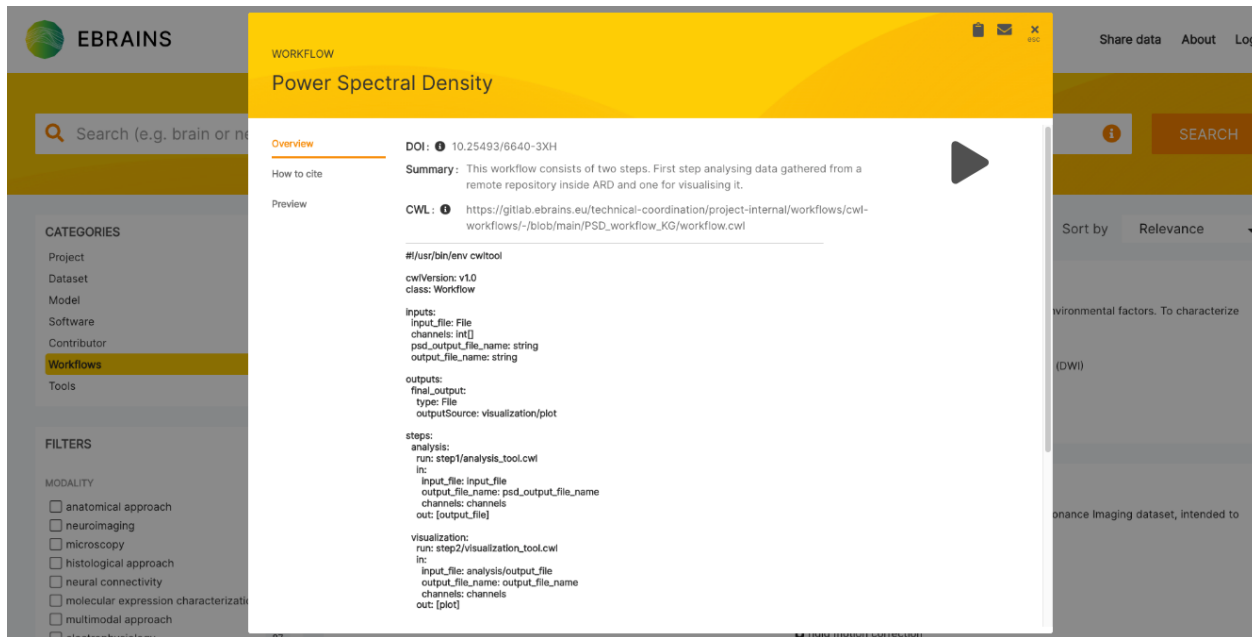 EBRAINS
Share data About
Search (e.g. brain or
SEARCH
CATEGORIES
Project
Dataset
Model
Software
Contributor
Workflows
Tools
FILTERS
MODALITY
anatomical approach
neuroimaging
microscopy
histological approach
neural connectivity
molecular expression
multimodal approach
WORKFLOW
Power Spectral Density
esc
Overview
How to cite
Preview
DOI: 10.25493/6640-3XH
Summary: This workflow consists of two steps. First step analysing data gathered from a
remote repository inside ARD and one for visualising it.
CWL: https://gitlab.ebrains.eu/technical-coordination/project-internal/workflows/cwl-
workflows/-/blob/main/PSD_workflow_KG/workflow.cwl
#!/usr/bin/env cwltool
cwlVersion: v1.0
class: Workflow
inputs:
input_file: File
channels: int[]
psd_output_file_name: string
output_file_name: string
outputs:
final_output:
type: File
outputSource: visualization/plot
steps:
analysis:
run: step1/analysis_tool.cwl
in:
input_file: input_file
output_file_name: psd_output_file_name
channels: channels
out: [output_file]
visualization:
run: step2/visualization_tool.cwl
in:
input_file: analysis/output_file
output_file_name: output_file_name
channels: channels
out: [plot]
Sort by Relevance
factors. To characterize
(DWI)
Imaging dataset, intended to